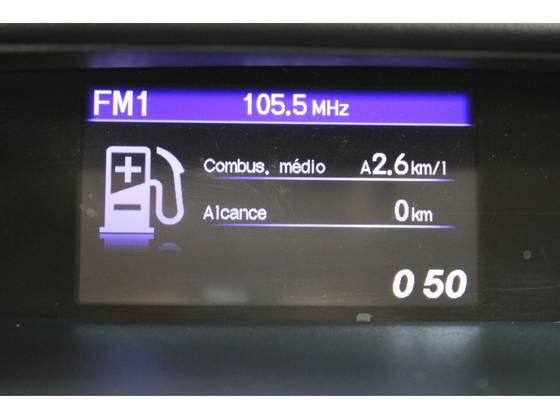 FM1 105.5 MHz
Combus. médio A2.6 km/l
Alcance 0 km
0 50